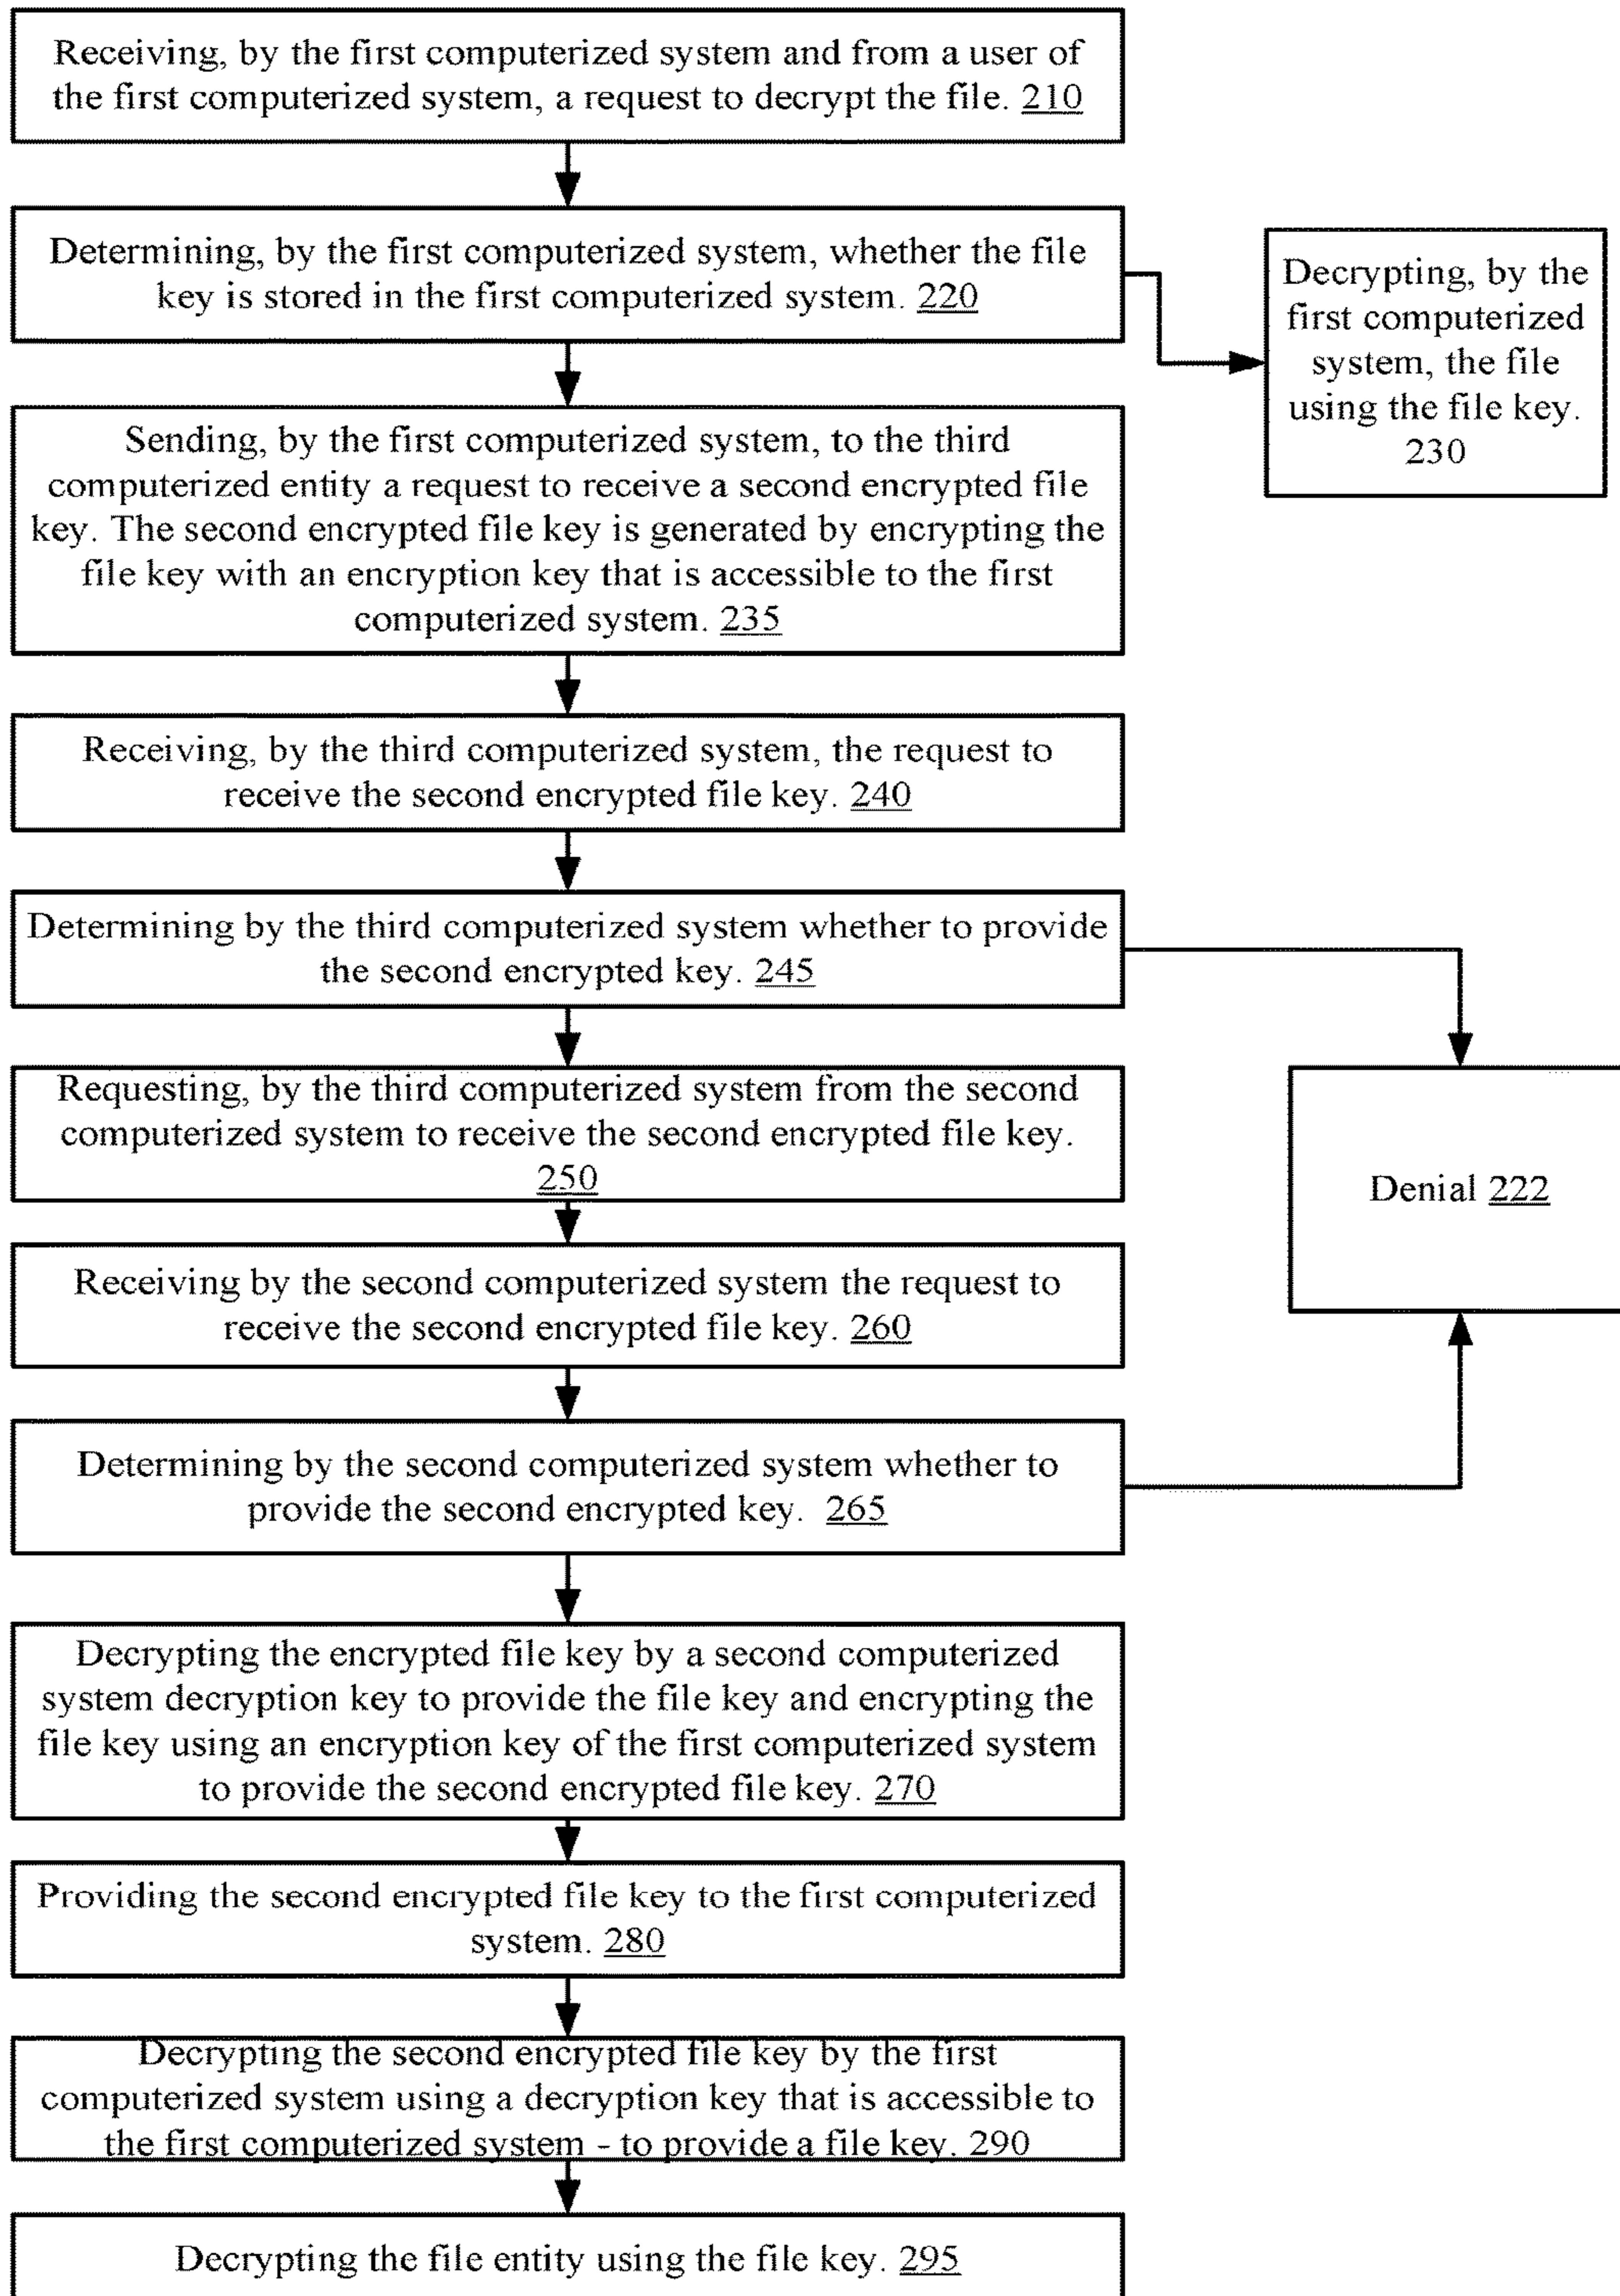 Receiving, by the first computerized system and from a user of
the first computerized system, a request to decrypt the file. 210
Determining, by the first computerized system, whether the file
key is stored in the first computerized system. 220
Decrypting, by the
first computerized
system, the file
using the file key.
230
Sending, by the first computerized system, to the third
computerized entity a request to receive a second encrypted file
key. The second encrypted file key is generated by encrypting the
file key with an encryption key that is accessible to the first
computerized system. 235
Receiving, by the third computerized system, the request to
receive the second encrypted file key. 240
Determining by the third computerized system whether to provide
the second encrypted key. 245
Requesting, by the third computerized system from the second
computerized system to receive the second encrypted file key.
250
Denial 222
Receiving by the second computerized system the request to
receive the second encrypted file key. 260
Determining by the second computerized system whether to
provide the second encrypted key. 265
Decrypting the encrypted file key by a second computerized
system decryption key to provide the file key and encrypting the
file key using an encryption key of the first computerized system
to provide the second encrypted file key. 270
Providing the second encrypted file key to the first computerized
system. 280
Decrypting the second encrypted file key by the first
computerized system using a decryption key that is accessible to
the first computerized system - to provide a file key. 290
Decrypting the file entity using the file key. 295